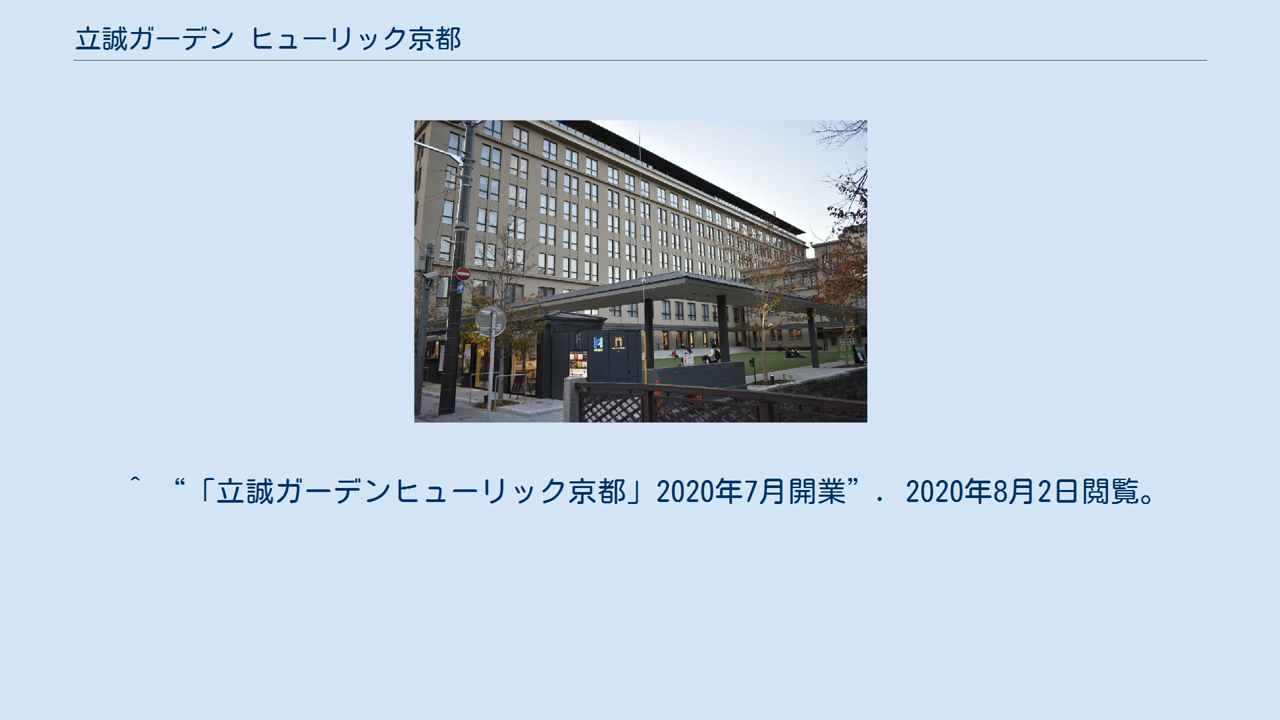 立誠ガーデン ヒューリック京都
^ “「立誠ガーデンヒューリック京都」2020年7月開業”. 2020年8月2日閲覧。